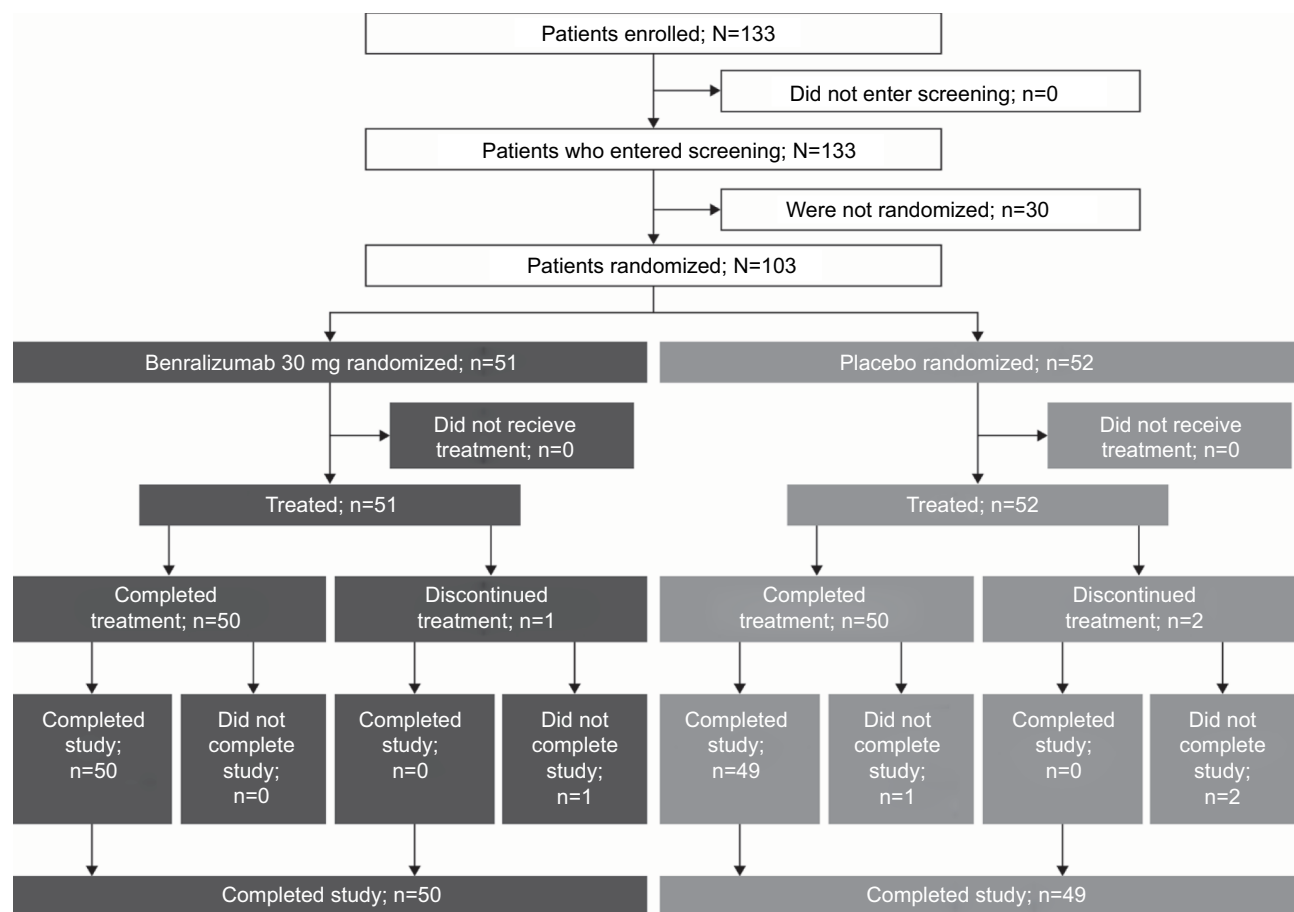 Patients enrolled; N=133
Did not enter screening; n=0
Patients who entered screening; N=133
Were not randomized; n=30
Patients randomized; N=103
Benralizumab 30 mg randomized; n=51
Placebo randomized; n=52
Did not recieve
treatment; n=0
Did not receive
treatment; n=0
Treated; n=51
Treated; n=52
Completed
treatment; n=50
Discontinued
treatment; n=1
Completed
treatment; n=50
Discontinued
treatment; n=2
Completed
study;
n=50
Did not
complete
study;
n=0
Completed
study;
n=0
Did not
complete
study;
n=1
Completed
study;
n=49
Did not
complete
study;
n=1
Completed
study;
n=0
Did not
complete
study;
n=2
Completed study; n=50
Completed study; n=49